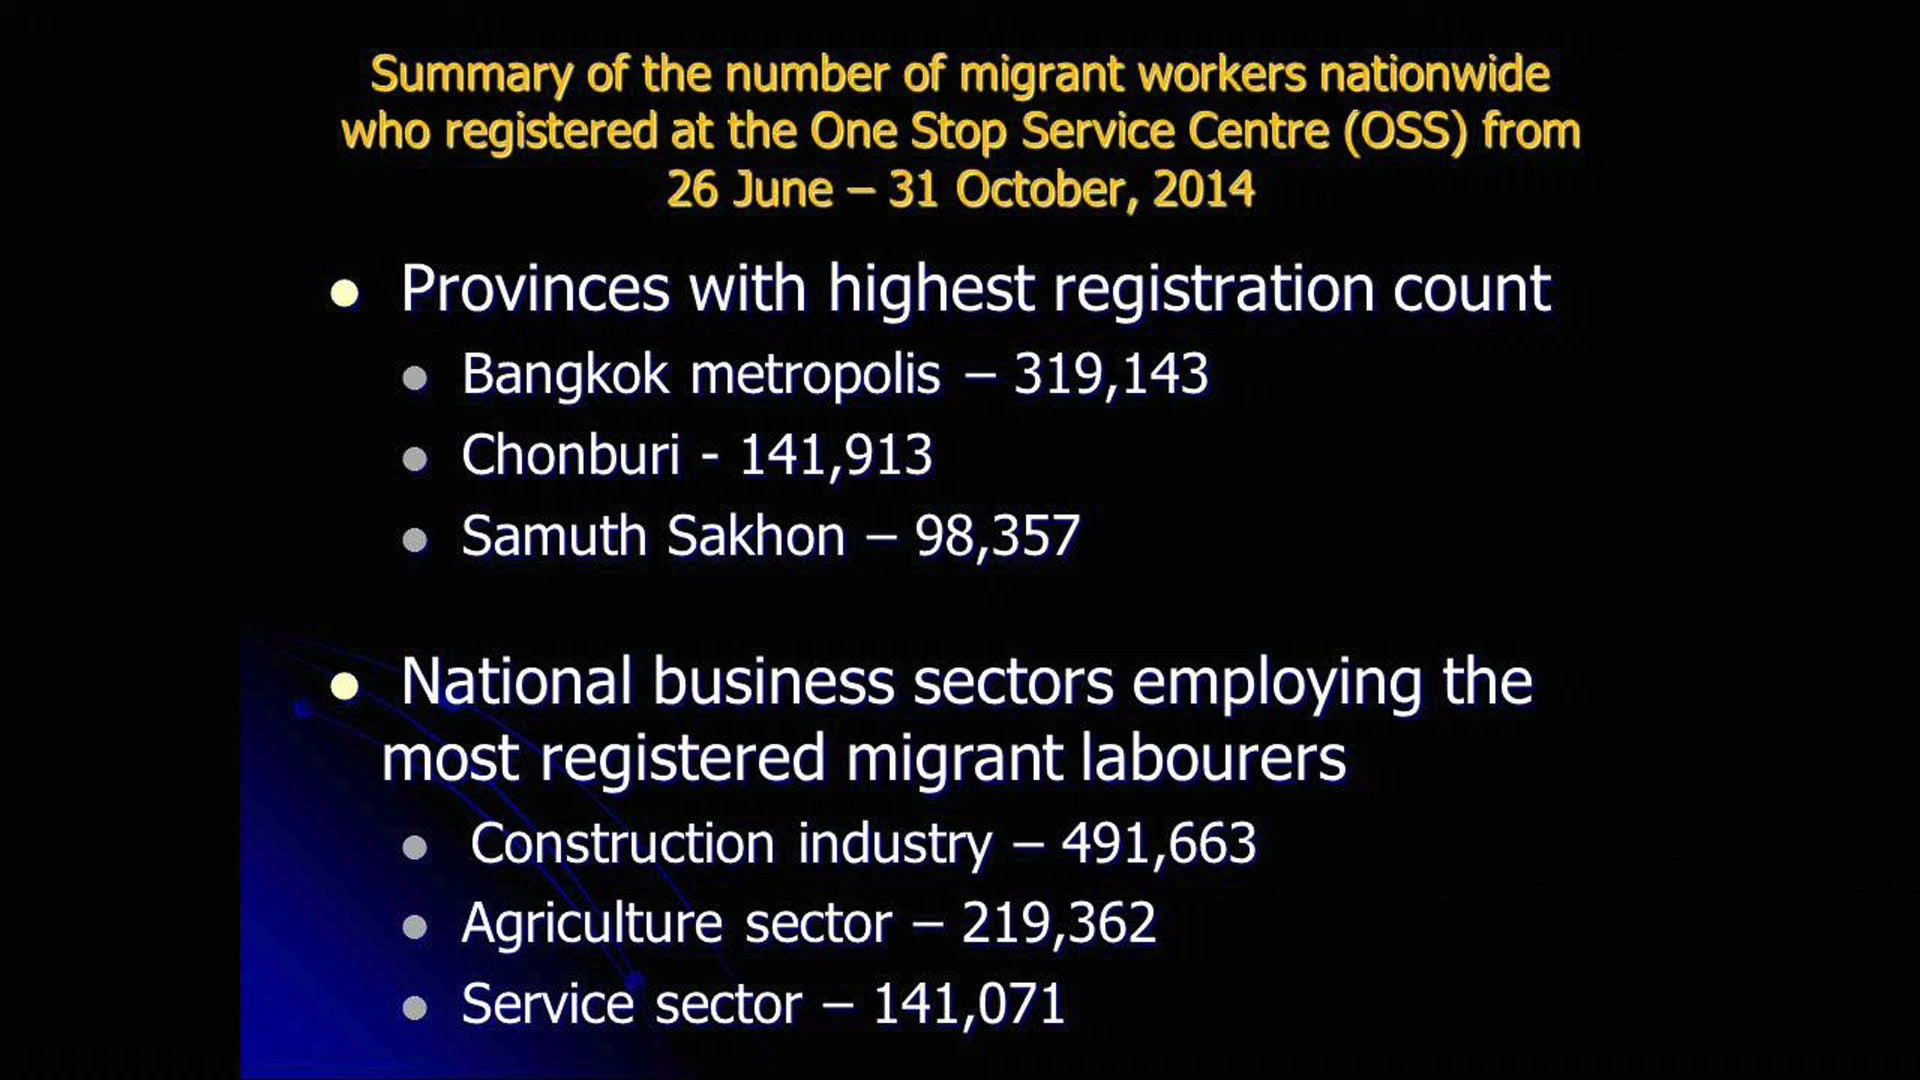 Summary of the number of migrant workers nationwide
who registered at the One Stop Service Centre (OSS) from
26 June – 31 October, 2014
Provinces with highest registration count
Bangkok metropolis – 319,143
Chonburi - 141,913
Samuth Sakhon – 98,357
National business sectors employing the
most registered migrant labourers
Construction industry – 491,663
Agriculture sector – 219,362
Service sector – 141,071